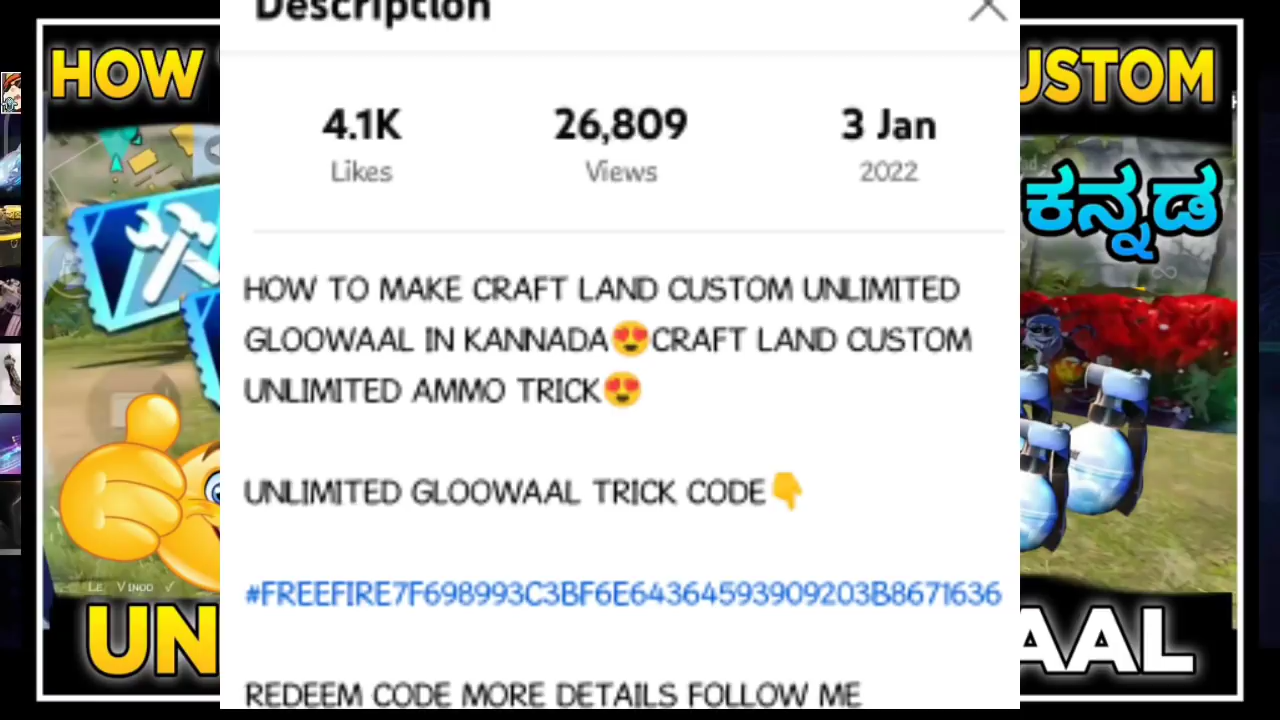 Description
HOW
USTOM
4.1K
26,809
3 Jan
Likes
Views
2022
ಕನ್ನಡ
HOW TO MAKE CRAFT LAND CUSTOM UNLIMITED
GLOOWAAL IN KANNADA😍CRAFT LAND CUSTOM
UNLIMITED AMMO TRICK😍
UNLIMITED GLOOWAAL TRICK CODE👇
#FREEFIRE7F698993C3BF6E64364593909203B8671636
LE VINOD ✓
UN
AAL
REDEEM CODE MORE DETAILS FOLLOW ME